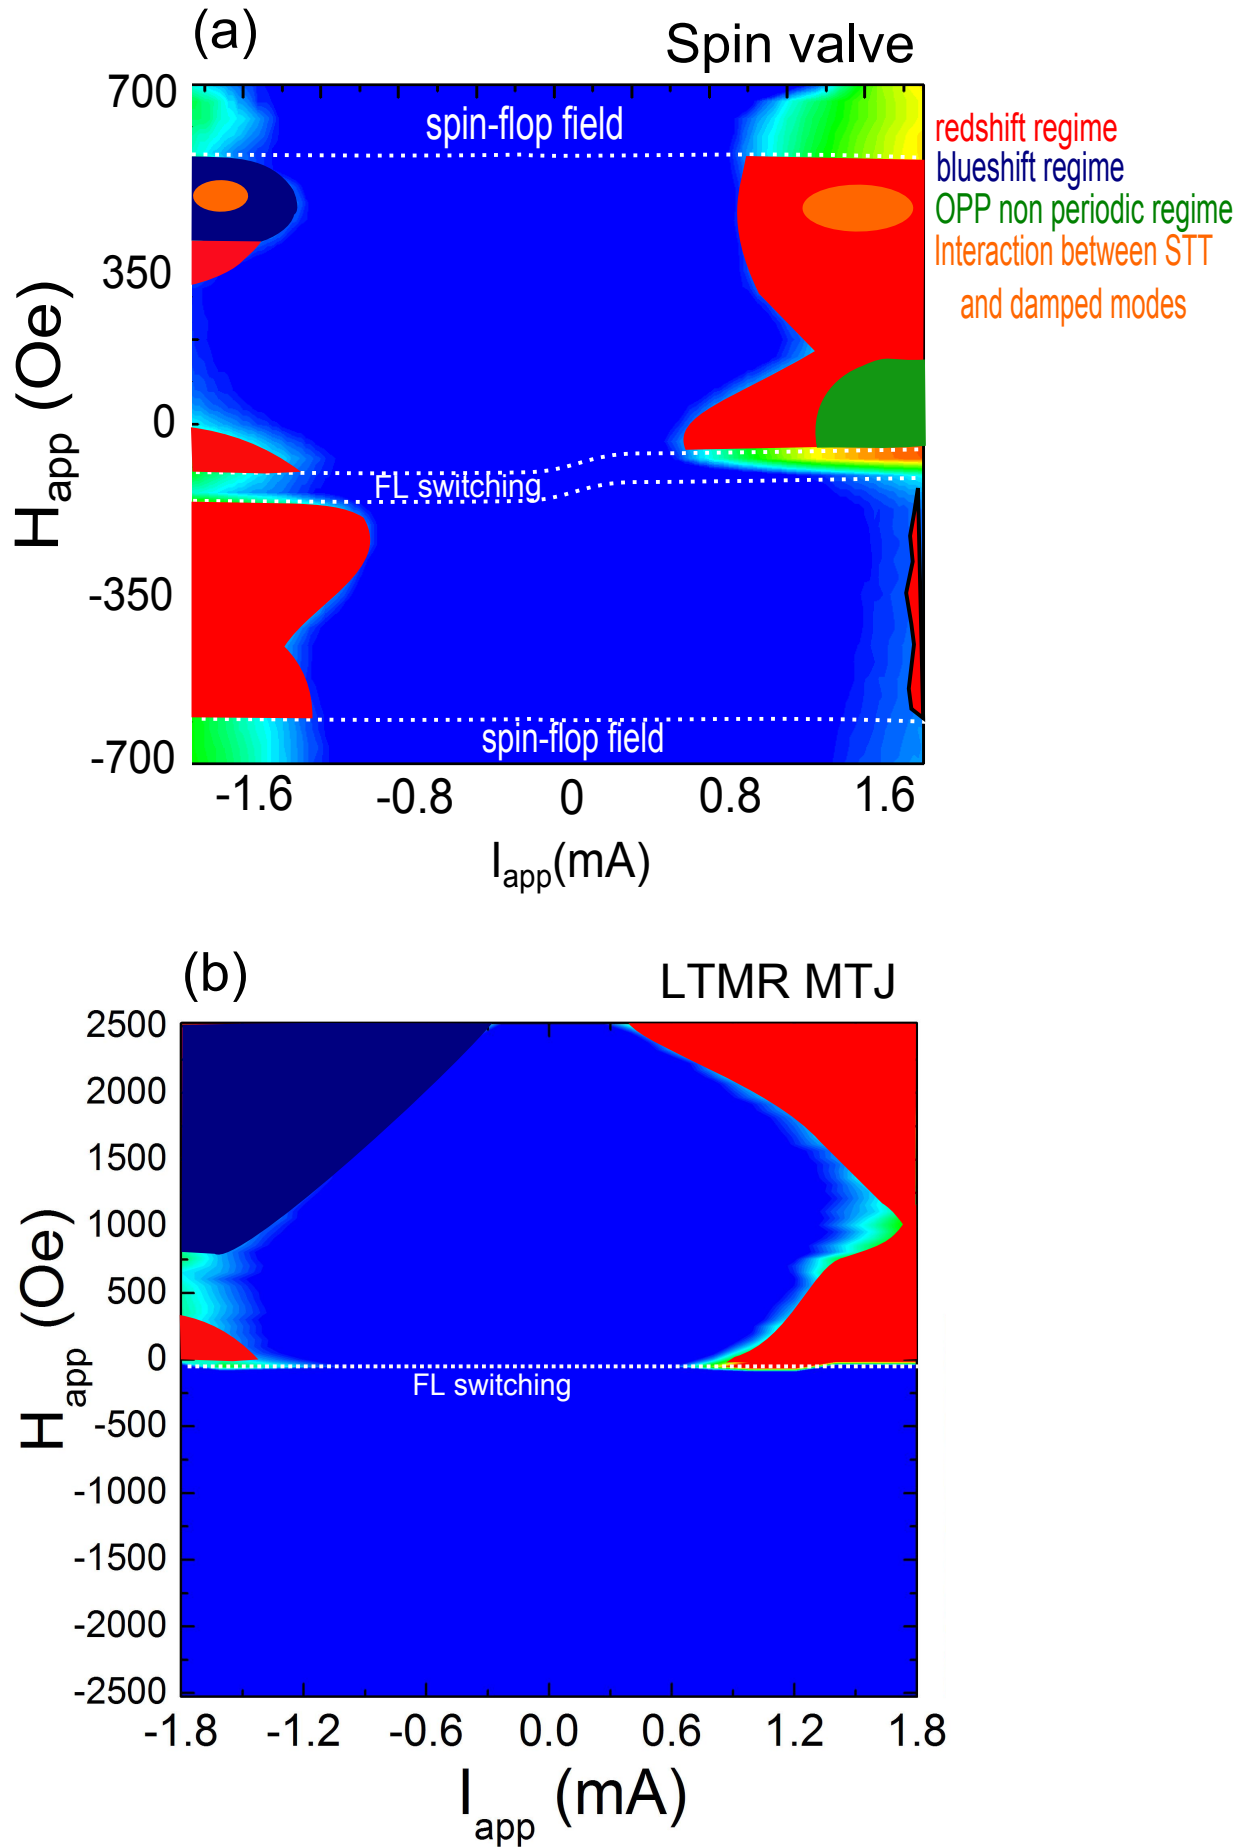 (a)
Spin valve
700
350
0
-350
-700
H_app (Oe)
spin-flop field
FL switching
spin-flop field
redshift regime
blueshift regime
OPP non periodic regime
Interaction between STT
and damped modes
-1.6 -0.8 0 0.8 1.6
I_app(mA)
(b)
LTMR MTJ
2500
2000
1500
1000
500
0
-500
-1000
-1500
-2000
-2500
H_app (Oe)
FL switching
-1.8 -1.2 -0.6 0.0 0.6 1.2 1.8
I_app (mA)